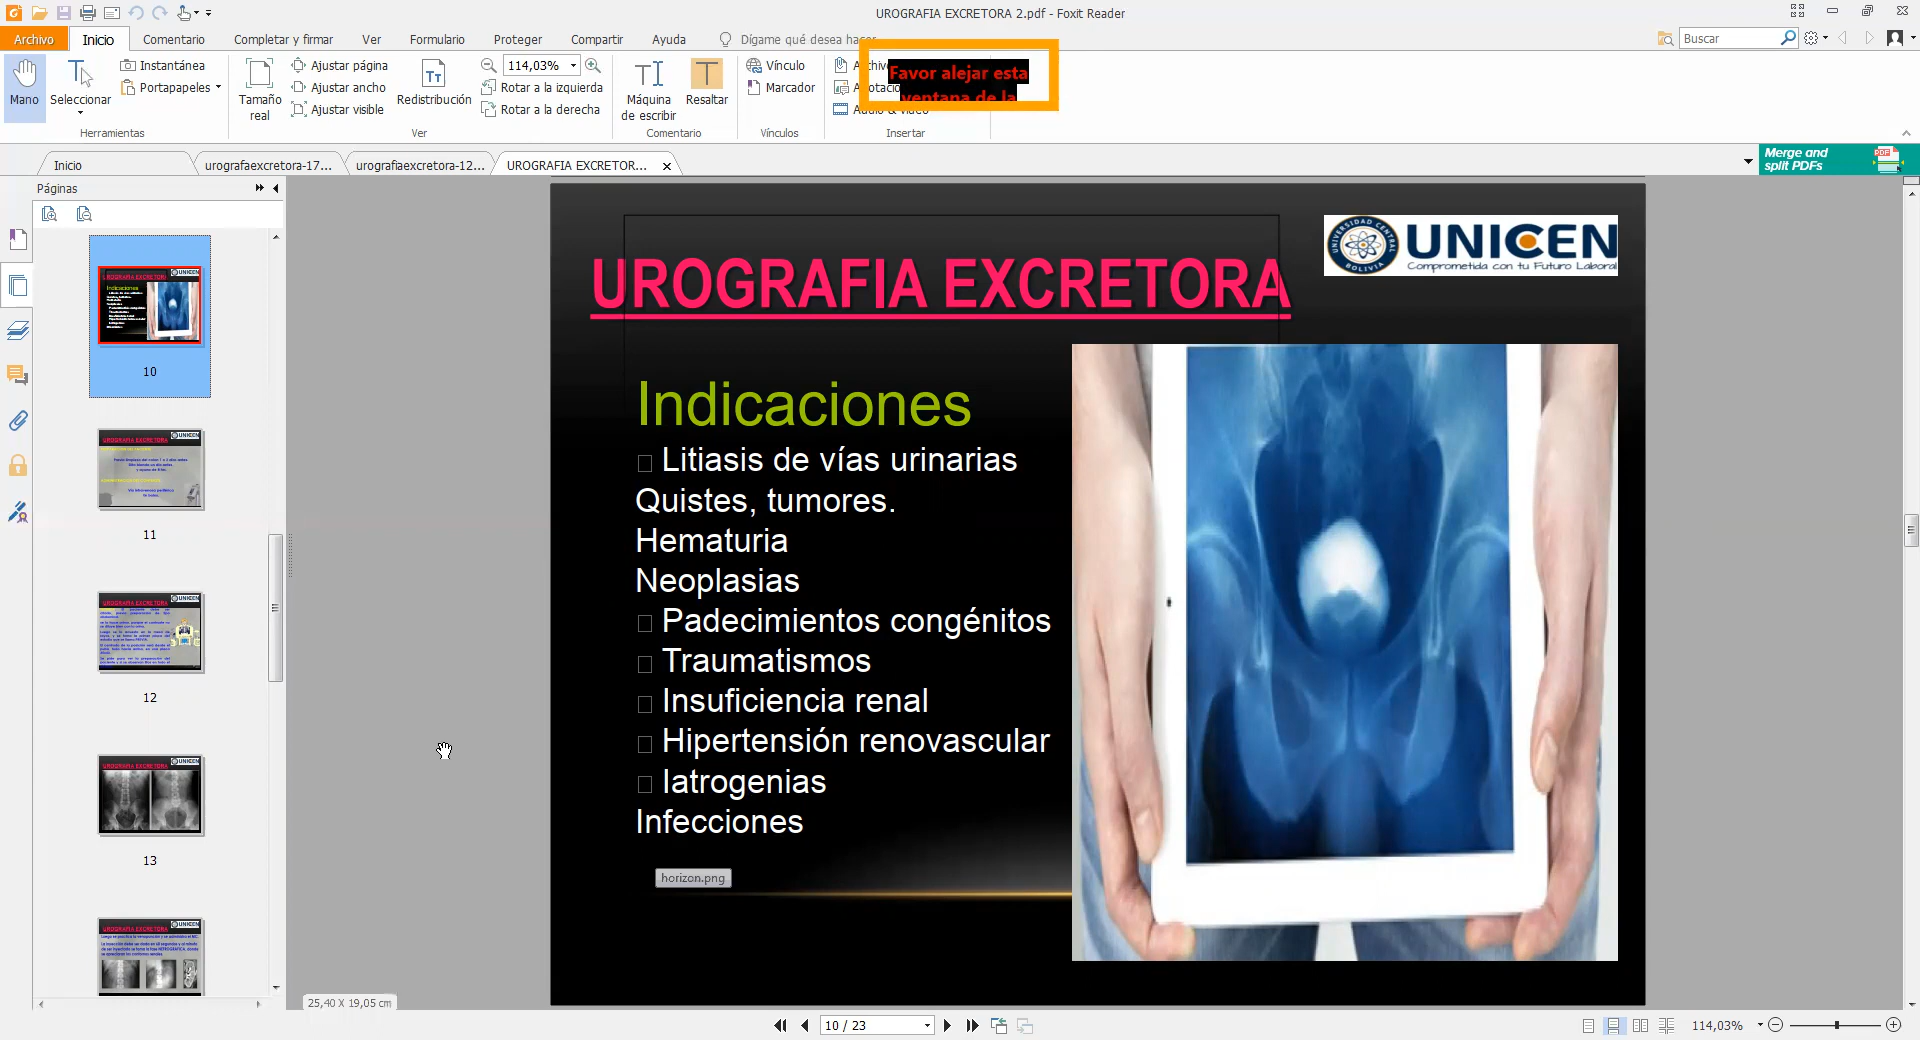 UROGRAFIA EXCRETORA 2.pdf - Foxit Reader
Archivo Inicio Comentario Completar y firmar Ver Formulario Proteger Compartir Ayuda Dígame qué desea hacer Buscar
Mano
Seleccionar
Instantánea
Portapapeles
Herramientas
Tamaño
real
Ajustar página
Ajustar ancho
Ajustar visible
Redistribución
114,03%
Rotar a la izquierda
Rotar a la derecha
Ver
Máquina
de escribir
Resaltar
Comentario
Vínculo
Marcador
Vínculos
Insertar
Favor alejar esta
ventana de la
Inicio urografaexcretora-17... urografiaexcretora-12... UROGRAFIA EXCRETOR...
Merge and
split PDFs
PDF
Páginas
10
11
12
13
UNIVERSIDAD CENTRAL
BOLIVIA
UNICEN
Comprometida con tu Futuro Laboral
UROGRAFIA EXCRETORA
Indicaciones
Litiasis de vías urinarias
Quistes, tumores.
Hematuria
Neoplasias
Padecimientos congénitos
Traumatismos
Insuficiencia renal
Hipertensión renovascular
Iatrogenias
Infecciones
horizon.png
25,40 X 19,05 cm
10 / 23
114,03%